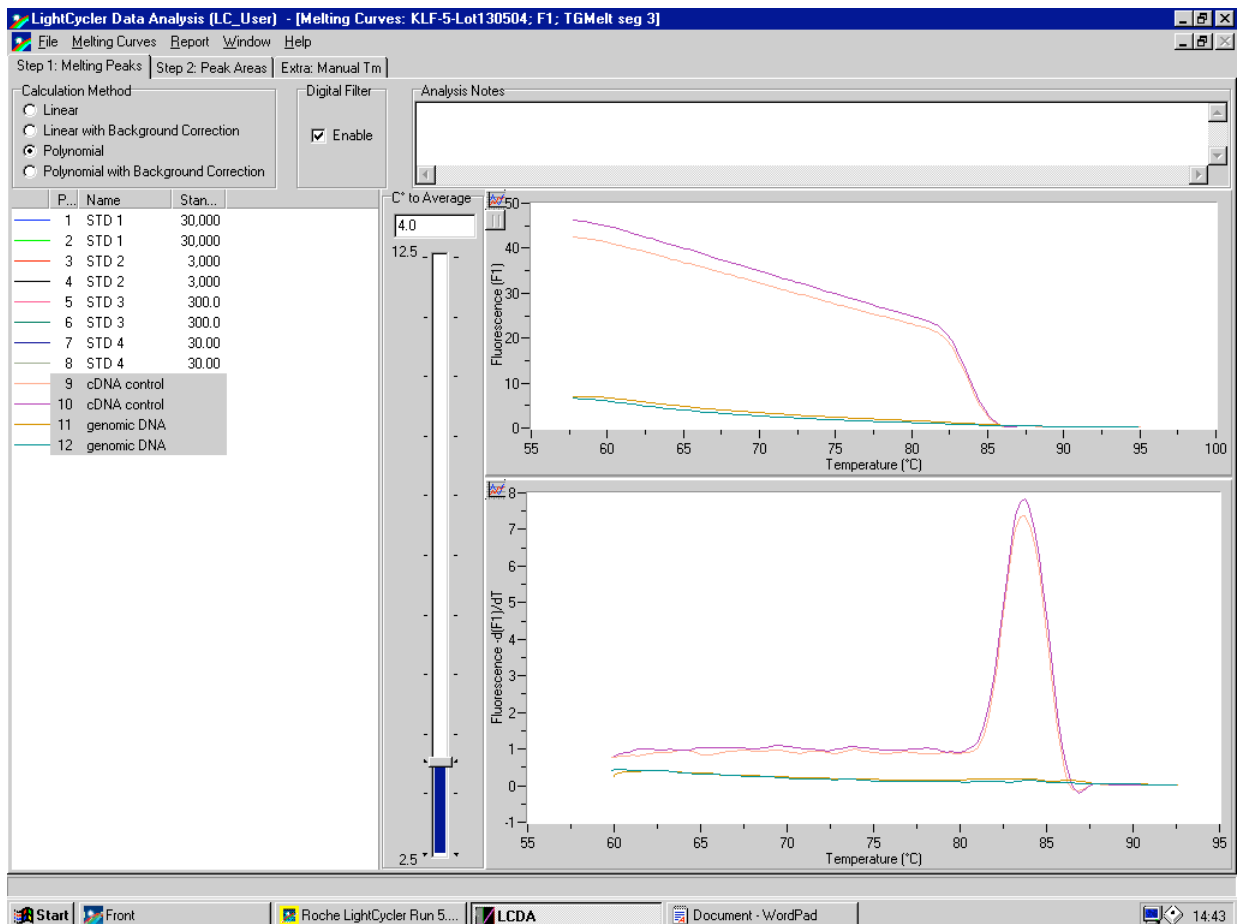 LightCycler Data Analysis (LC_User) - [Melting Curves: KLF-5-Lot130504; F1; TGMelt seg 3]
File Melting Curves Report Window Help
Step 1: Melting Peaks Step 2: Peak Areas Extra: Manual Tm
Calculation Method
Linear
Linear with Background Correction
Polynomial
Polynomial with Background Correction
Digital Filter
Enable
Analysis Notes
P... Name Stan...
1 STD 1 30,000
2 STD 1 30,000
3 STD 2 3,000
4 STD 2 3,000
5 STD 3 300.0
6 STD 3 300.0
7 STD 4 30.00
8 STD 4 30.00
9 cDNA control
10 cDNA control
11 genomic DNA
12 genomic DNA
C° to Average
4.0
12.5
2.5
Fluorescence (F1)
50
40
30
20
10
0
55 60 65 70 75 80 85 90 95 100
Temperature (°C)
Fluorescence -d(F1)/dT
8
7
6
5
4
3
2
1
0
-1
55 60 65 70 75 80 85 90 95
Temperature (°C)
Start Front Roche LightCycler Run 5.... LCDA Document - WordPad 14:43